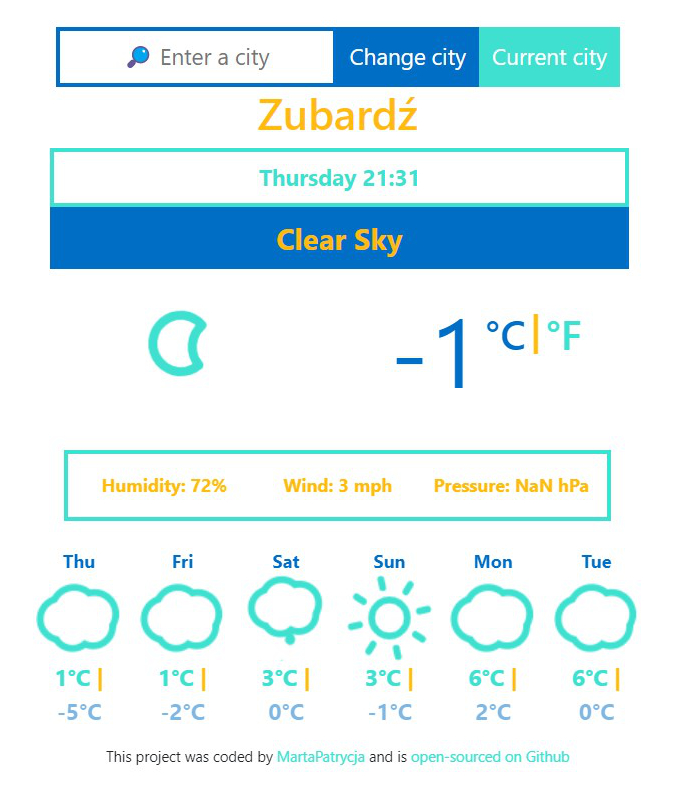 🔎 Enter a city Change city Current city
Zubardź
Thursday 21:31
Clear Sky
-1 °C|°F
Humidity: 72% Wind: 3 mph Pressure: NaN hPa
Thu Fri Sat Sun Mon Tue
1°C | 1°C | 3°C | 3°C | 6°C | 6°C |
-5°C -2°C 0°C -1°C 2°C 0°C
This project was coded by MartaPatrycja and is open-sourced on Github